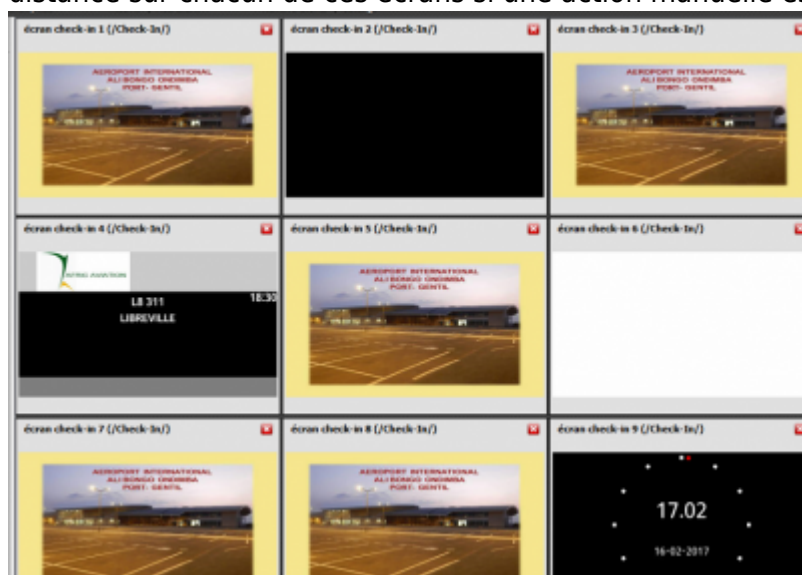 distance sur chacun de ces écrans si une action manuelle e
écran check-in 1 (/Check-In/)
écran check-in 2 (/Check-In/)
écran check-in 3 (/Check-In/)
AEROPORT INTERNATIONAL
ALI BONGO ONDIMBA
PORT- GENTIL
AEROPORT INTERNATIONAL
ALI BONGO ONDIMBA
PORT- GENTIL
écran check-in 4 (/Check-In/)
écran check-in 5 (/Check-In/)
écran check-in 6 (/Check-In/)
AVIATION
18:30
LB 311
LIBREVILLE
AEROPORT INTERNATIONAL
ALI BONGO ONDIMBA
PORT- GENTIL
écran check-in 7 (/Check-In/)
écran check-in 8 (/Check-In/)
écran check-in 9 (/Check-In/)
AEROPORT INTERNATIONAL
ALI BONGO ONDIMBA
PORT- GENTIL
AEROPORT INTERNATIONAL
ALI BONGO ONDIMBA
PORT- GENTIL
17.02
16-02-2017